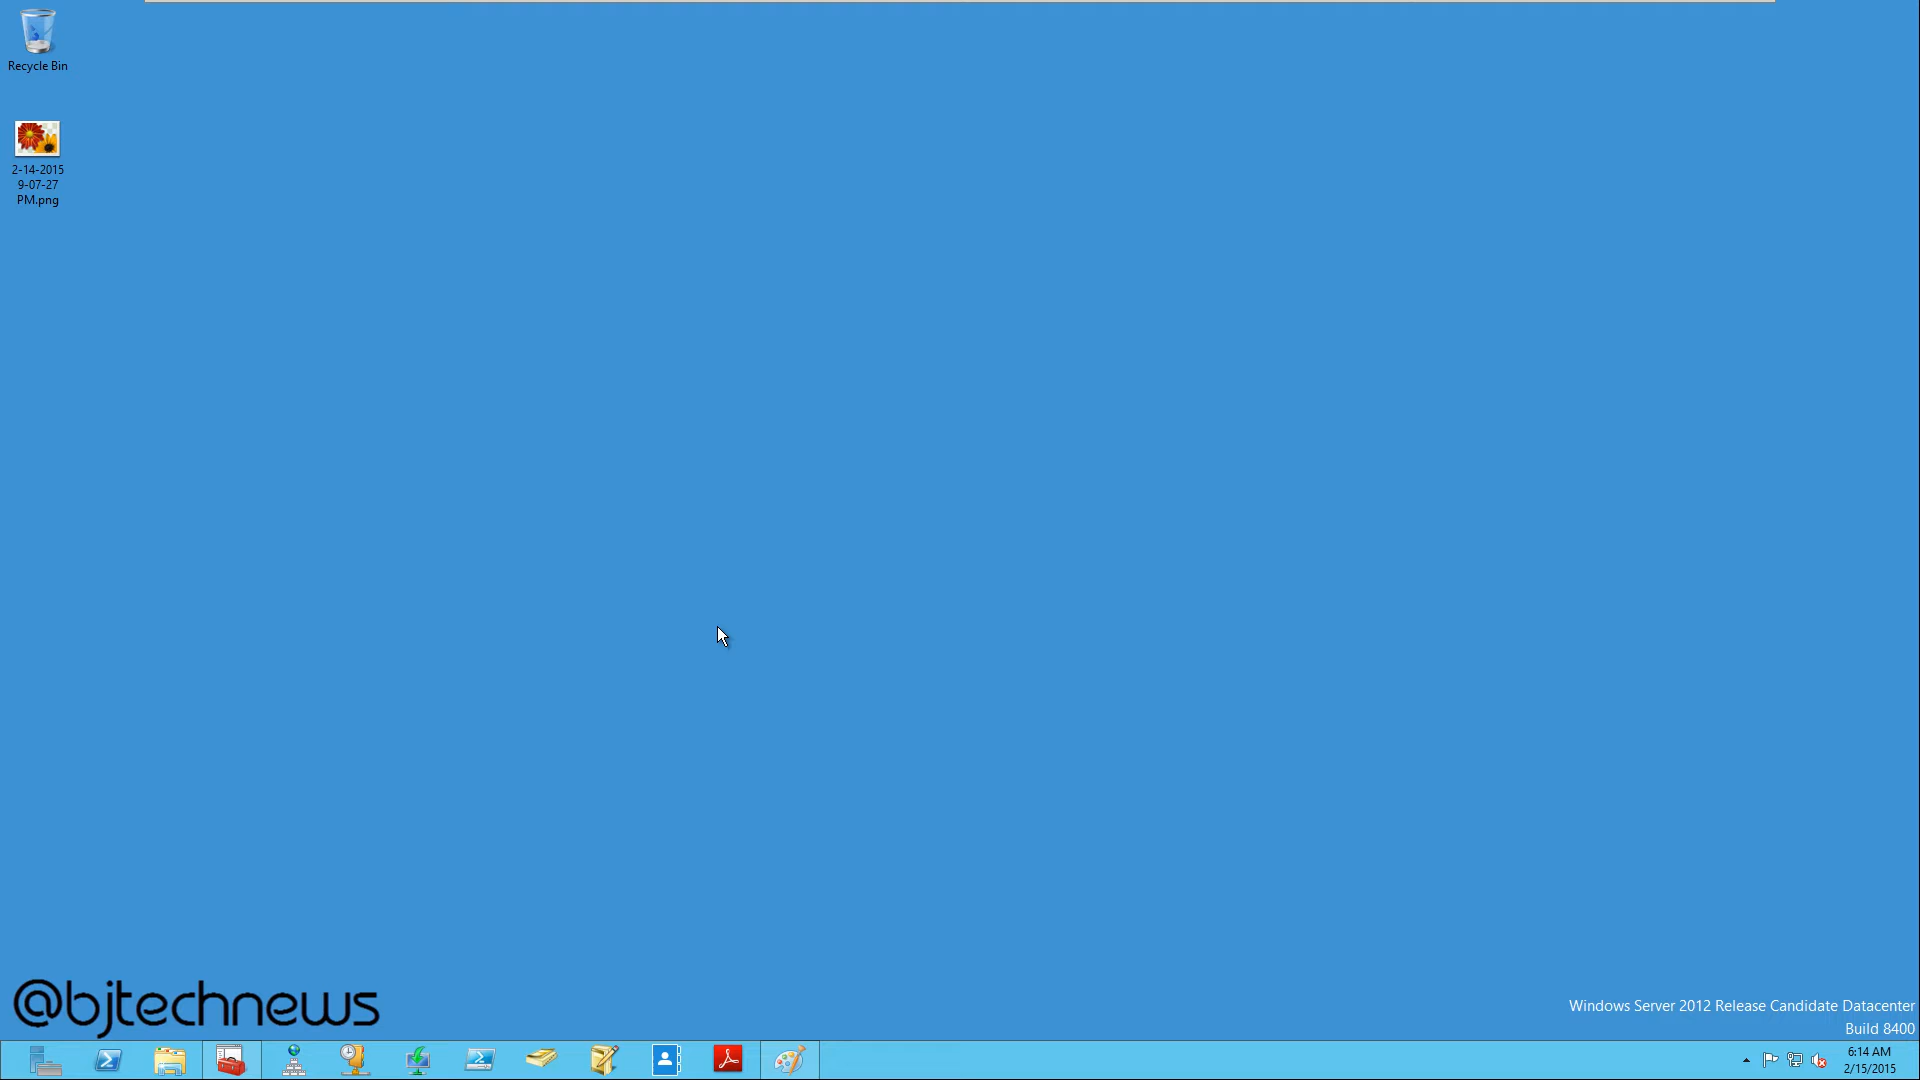 Recycle Bin
2-14-2015
9-07-27
PM.png
@bjtechnews
Windows Server 2012 Release Candidate Datacenter
Build 8400
6:14 AM
2/15/2015